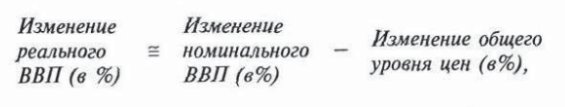 Изменение реального ВВП (в %) ≅ Изменение номинального ВВП (в%) – Изменение общего уровня цен (в%),